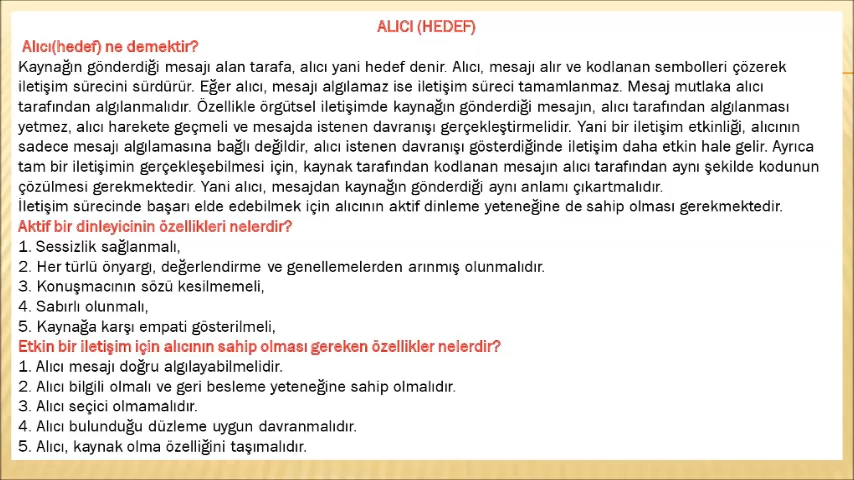 ALICI (HEDEF)
Alıcı(hedef) ne demektir?
Kaynağın gönderdiği mesajı alan tarafa, alıcı yani hedef denir. Alıcı, mesajı alır ve kodlanan sembolleri çözerek
iletişim sürecini sürdürür. Eğer alıcı, mesajı algılamaz ise iletişim süreci tamamlanmaz. Mesaj mutlaka alıcı
tarafından algılanmalıdır. Özellikle örgütsel iletişimde kaynağın gönderdiği mesajın, alıcı tarafından algılanması
yetmez, alıcı harekete geçmeli ve mesajda istenen davranışı gerçekleştirmelidir. Yani bir iletişim etkinliği, alıcının
sadece mesajı algılamasına bağlı değildir, alıcı istenen davranışı gösterdiğinde iletişim daha etkin hale gelir. Ayrıca
tam bir iletişimin gerçekleşebilmesi için, kaynak tarafından kodlanan mesajın alıcı tarafından aynı şekilde kodunun
çözülmesi gerekmektedir. Yani alıcı, mesajdan kaynağın gönderdiği aynı anlamı çıkartmalıdır.
İletişim sürecinde başarı elde edebilmek için alıcının aktif dinleme yeteneğine de sahip olması gerekmektedir.
Aktif bir dinleyicinin özellikleri nelerdir?
1. Sessizlik sağlanmalı,
2. Her türlü önyargı, değerlendirme ve genellemelerden arınmış olunmalıdır.
3. Konuşmacının sözü kesilmemeli,
4. Sabırlı olunmalı,
5. Kaynağa karşı empati gösterilmeli,
Etkin bir iletişim için alıcının sahip olması gereken özellikler nelerdir?
1. Alıcı mesajı doğru algılayabilmelidir.
2. Alıcı bilgili olmalı ve geri besleme yeteneğine sahip olmalıdır.
3. Alıcı seçici olmamalıdır.
4. Alıcı bulunduğu düzleme uygun davranmalıdır.
5. Alıcı, kaynak olma özelliğini taşımalıdır.